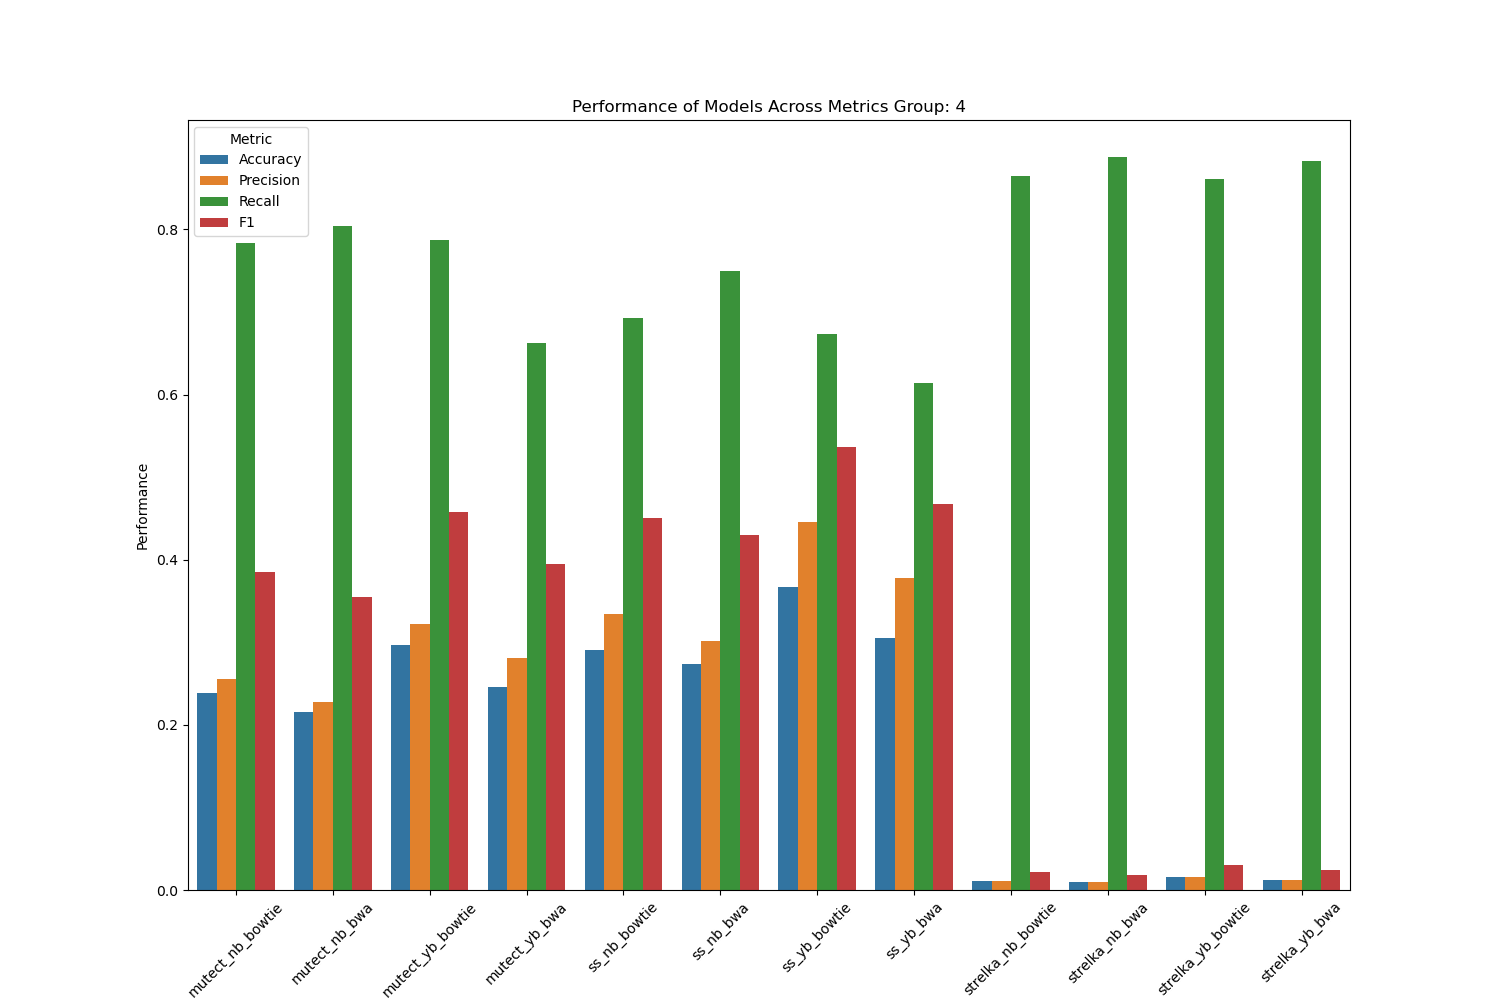 Performance of Models Across Metrics Group: 4
Metric
Accuracy
Precision
Recall
F1
Performance
0.8
0.6
0.4
0.2
0.0
mutect_nb_bowtie
mutect_nb_bwa
mutect_yb_bowtie
mutect_yb_bwa
ss_nb_bowtie
ss_nb_bwa
ss_yb_bowtie
ss_yb_bwa
strelka_nb_bowtie
strelka_nb_bwa
strelka_yb_bowtie
strelka_yb_bwa